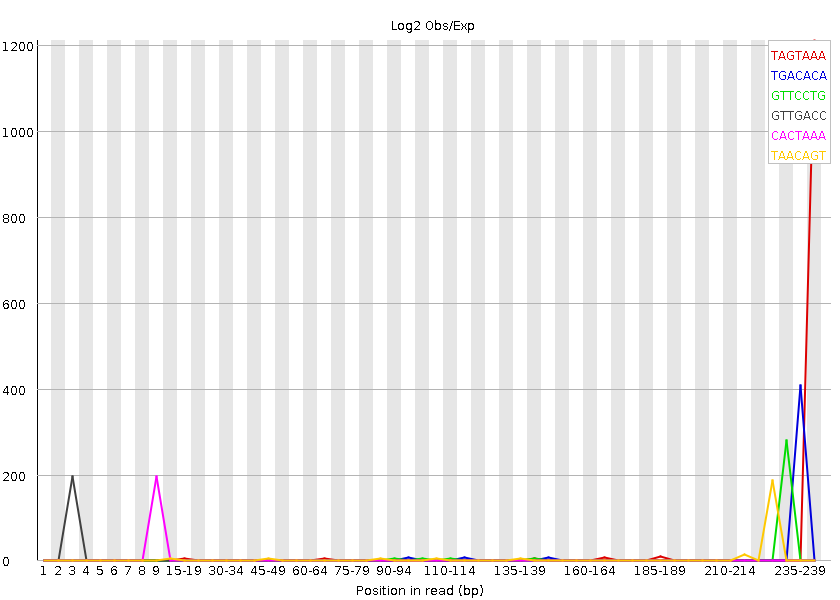 Log2 Obs/Exp
1200
1000
800
600
400
200
0
TAGTAAA
TGACACA
GTTCCTG
GTTGACC
CACTAAA
TAACAGT
1 2 3 4 5 6 7 8 9 15-19 30-34 45-49 60-64 75-79 90-94 110-114 135-139 160-164 185-189 210-214 235-239
Position in read (bp)